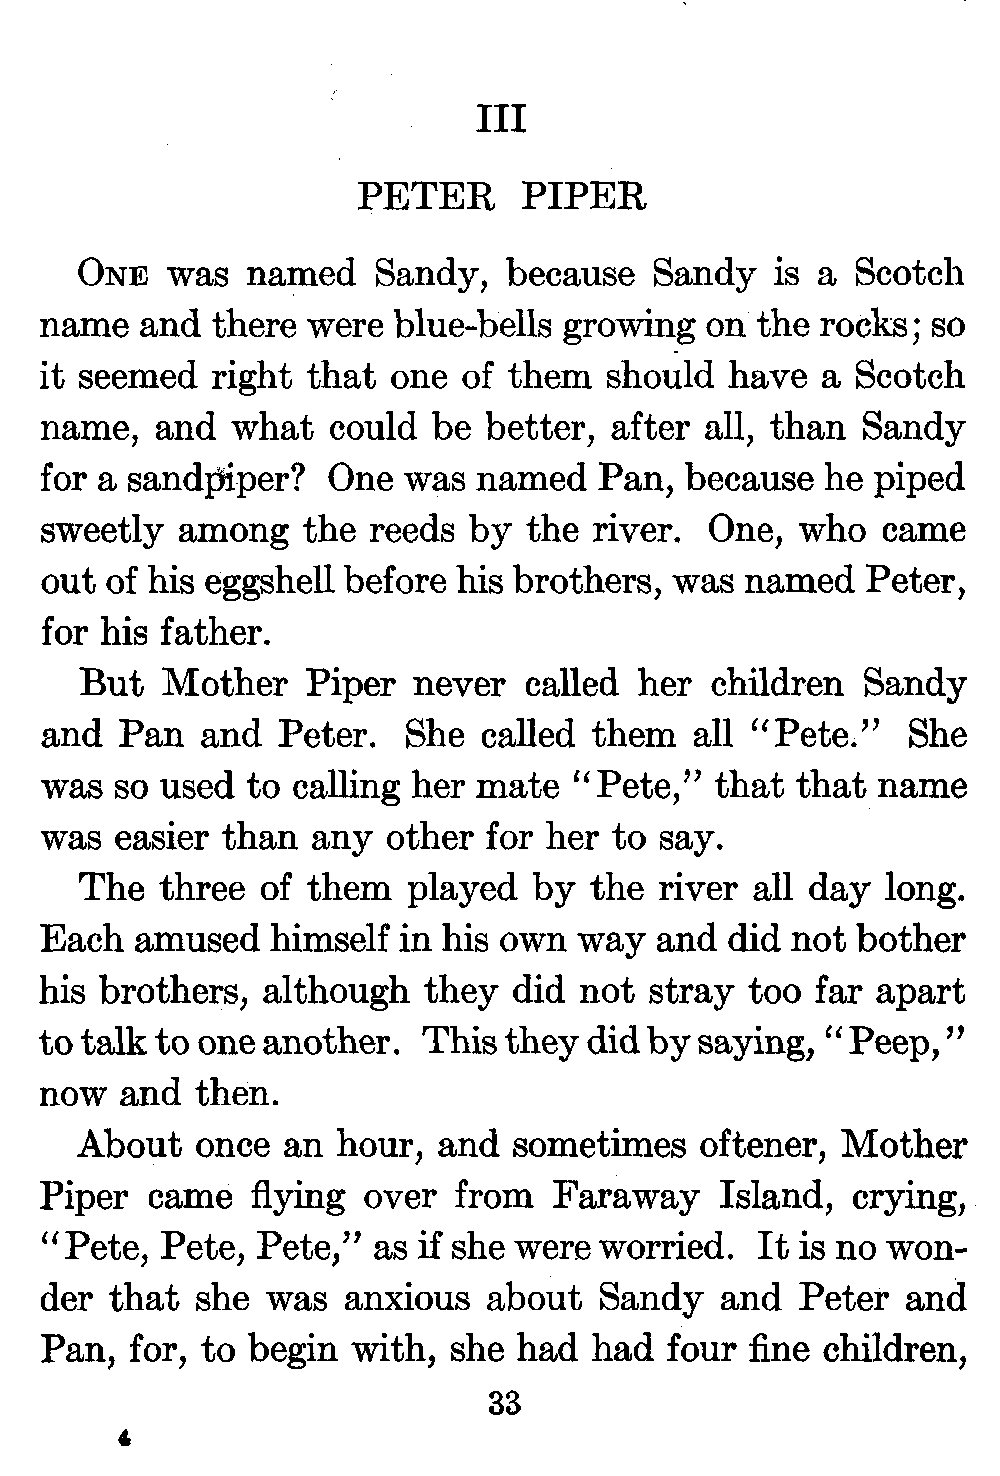 III
PETER PIPER
ONE was named Sandy, because Sandy is a Scotch
name and there were blue-bells growing on the rocks; so
it seemed right that one of them should have a Scotch
name, and what could be better, after all, than Sandy
for a sandpiper? One was named Pan, because he piped
sweetly among the reeds by the river. One, who came
out of his eggshell before his brothers, was named Peter,
for his father.
But Mother Piper never called her children Sandy
and Pan and Peter. She called them all "Pete." She
was so used to calling her mate "Pete," that that name
was easier than any other for her to say.
The three of them played by the river all day long.
Each amused himself in his own way and did not bother
his brothers, although they did not stray too far apart
to talk to one another. This they did by saying, "Peep,"
now and then.
About once an hour, and sometimes oftener, Mother
Piper came flying over from Faraway Island, crying,
"Pete, Pete, Pete," as if she were worried. It is no won-
der that she was anxious about Sandy and Peter and
Pan, for, to begin with, she had had four fine children,
33
4